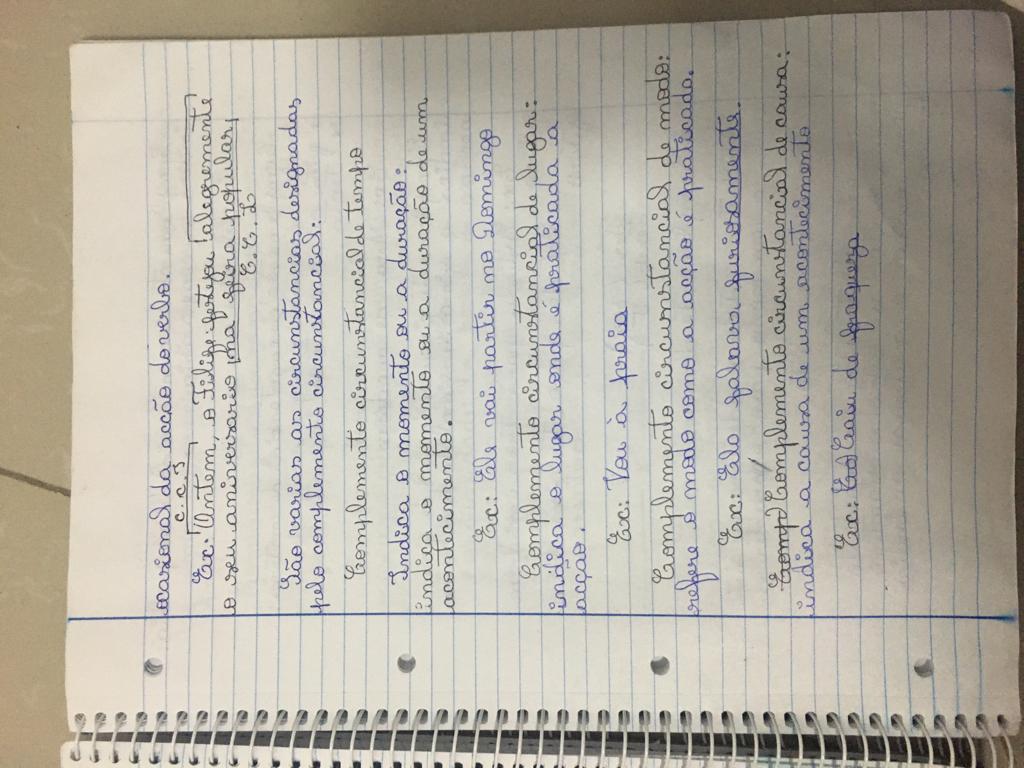 ocasional da acção do verbo.
c. c. T
Ex: Ontem, o Filipe festejou alegremente
o seu aniversario na feira popular,
C. C. L
São varias as circunstancias designadas
pelo complemento circunstancial:
Complemento circunstancial de tempo
Indica o momento ou a duração:
indica o momento ou a duração de um
acontecimento.
Ex: Ele vai partir no Domingo
Complemento circunstancial de lugar:
indica o lugar onde é praticada a
acção.
Ex: Vou à praia
Complemento circunstancial de modo:
refere o modo como a acção é praticada.
Ex: Ela falava furiosamente.
Comp) Complemento circunstancial de causa:
indica a causa de um acontecimento
Ex: Ca) Caiu de fraqueza